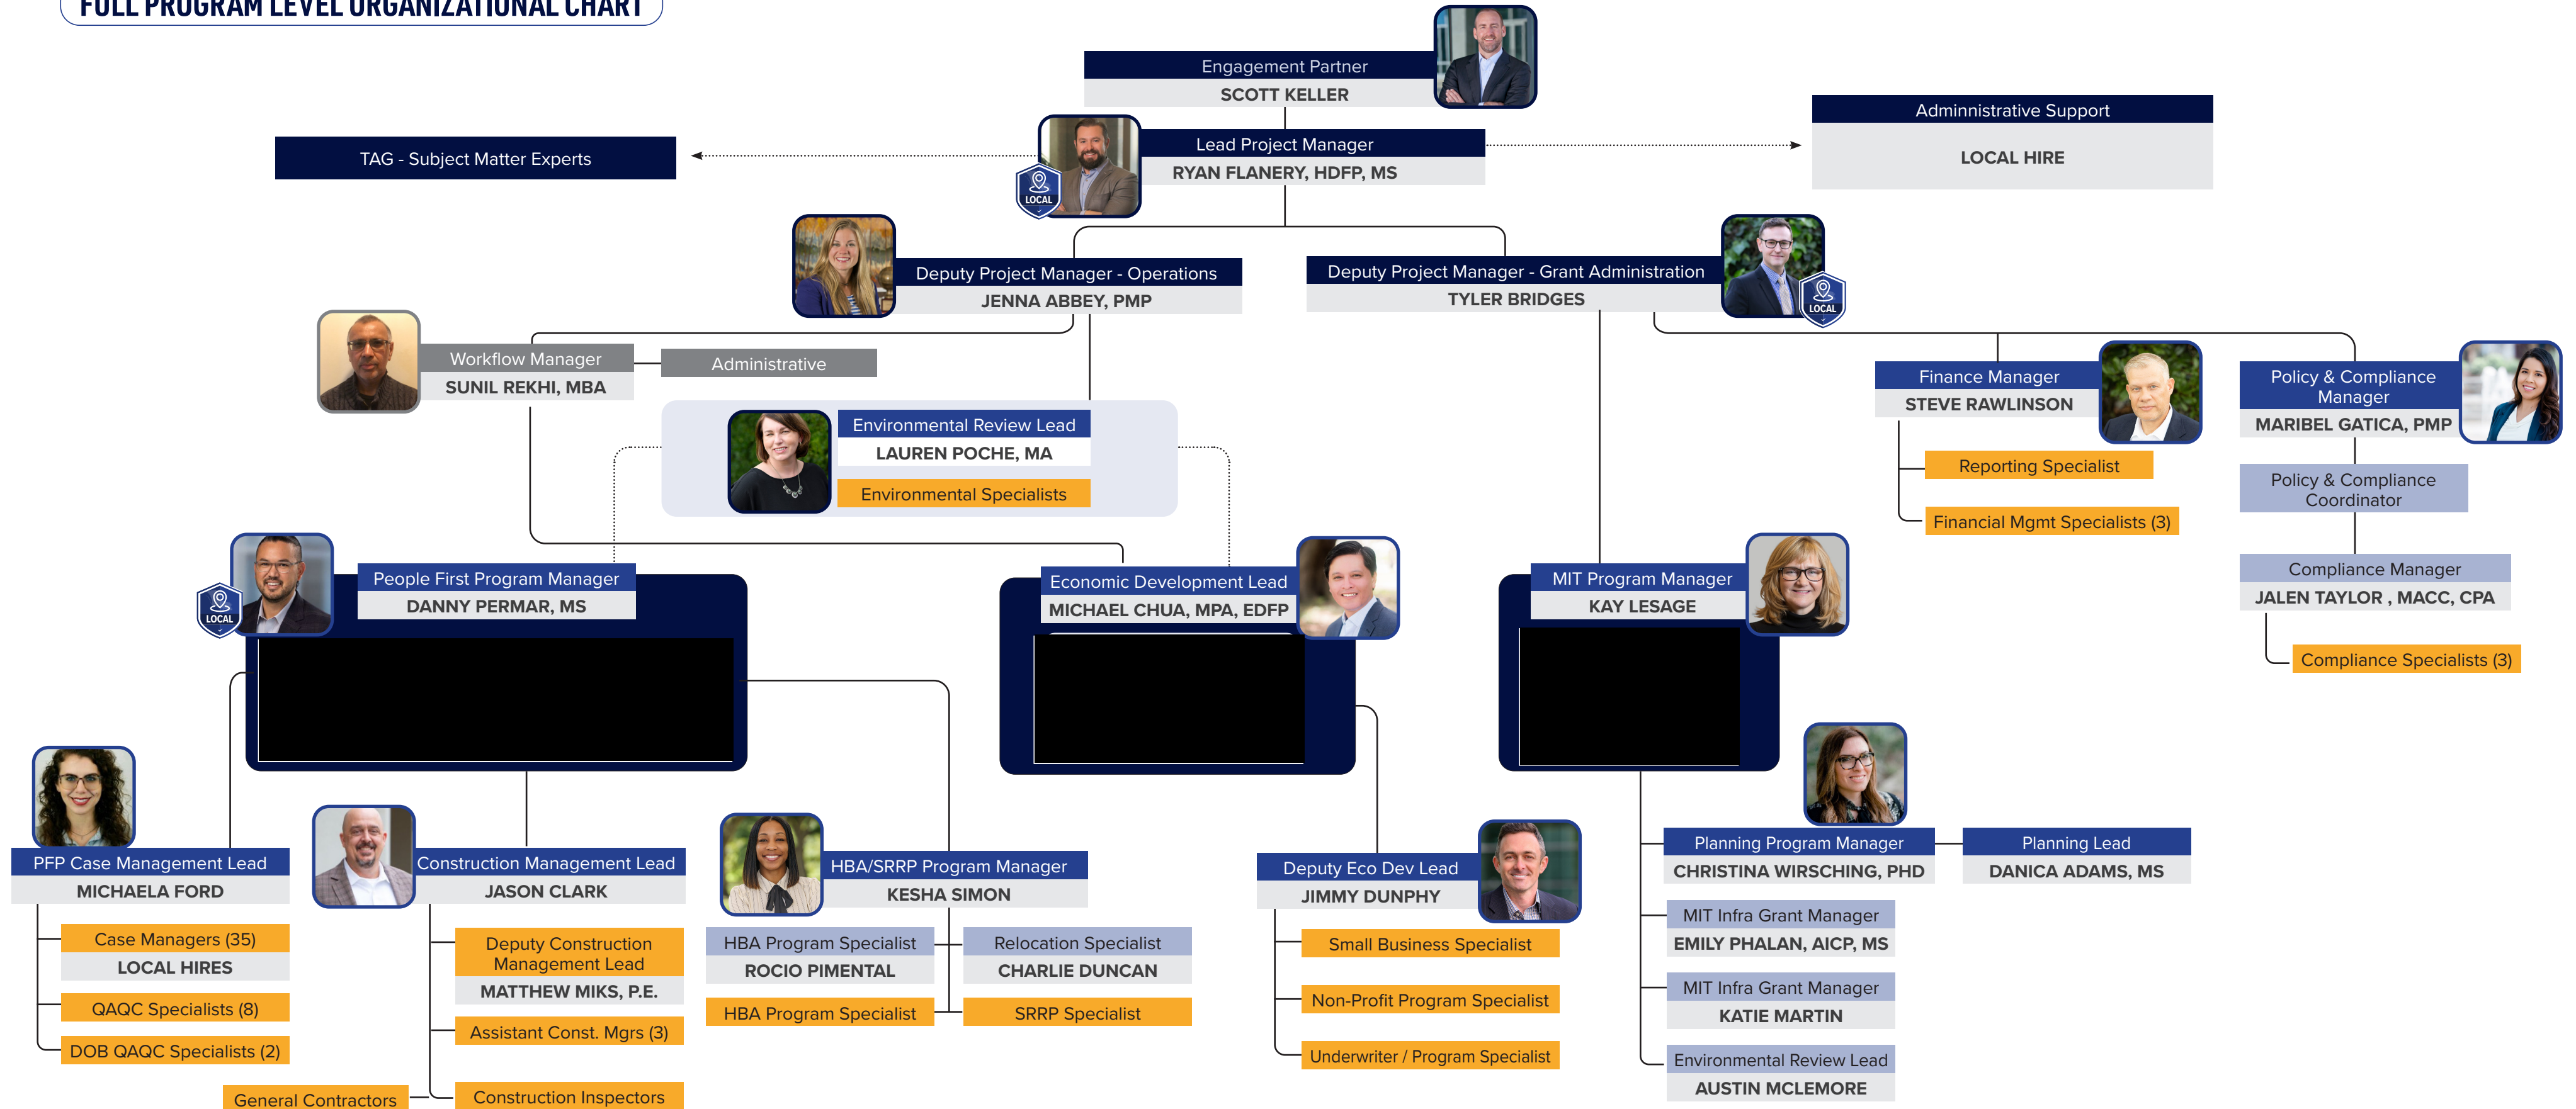 FULL PROGRAM LEVEL ORGANIZATIONAL CHART
Engagement Partner
SCOTT KELLER
Lead Project Manager
RYAN FLANERY, HDFP, MS
LOCAL
TAG - Subject Matter Experts
Adminnistrative Support
LOCAL HIRE
Deputy Project Manager - Operations
JENNA ABBEY, PMP
Deputy Project Manager - Grant Administration
TYLER BRIDGES
LOCAL
Workflow Manager
SUNIL REKHI, MBA
Administrative
Environmental Review Lead
LAUREN POCHE, MA
Environmental Specialists
Finance Manager
STEVE RAWLINSON
Reporting Specialist
Financial Mgmt Specialists (3)
Policy & Compliance
Manager
MARIBEL GATICA, PMP
Policy & Compliance
Coordinator
Compliance Manager
JALEN TAYLOR , MACC, CPA
Compliance Specialists (3)
People First Program Manager
DANNY PERMAR, MS
LOCAL
Economic Development Lead
MICHAEL CHUA, MPA, EDFP
MIT Program Manager
KAY LESAGE
PFP Case Management Lead
MICHAELA FORD
Case Managers (35)
LOCAL HIRES
QAQC Specialists (8)
DOB QAQC Specialists (2)
Construction Management Lead
JASON CLARK
Deputy Construction
Management Lead
MATTHEW MIKS, P.E.
Assistant Const. Mgrs (3)
General Contractors
Construction Inspectors
HBA/SRRP Program Manager
KESHA SIMON
HBA Program Specialist
ROCIO PIMENTAL
Relocation Specialist
CHARLIE DUNCAN
HBA Program Specialist
SRRP Specialist
Deputy Eco Dev Lead
JIMMY DUNPHY
Small Business Specialist
Non-Profit Program Specialist
Underwriter / Program Specialist
Planning Program Manager
CHRISTINA WIRSCHING, PHD
Planning Lead
DANICA ADAMS, MS
MIT Infra Grant Manager
EMILY PHALAN, AICP, MS
MIT Infra Grant Manager
KATIE MARTIN
Environmental Review Lead
AUSTIN MCLEMORE